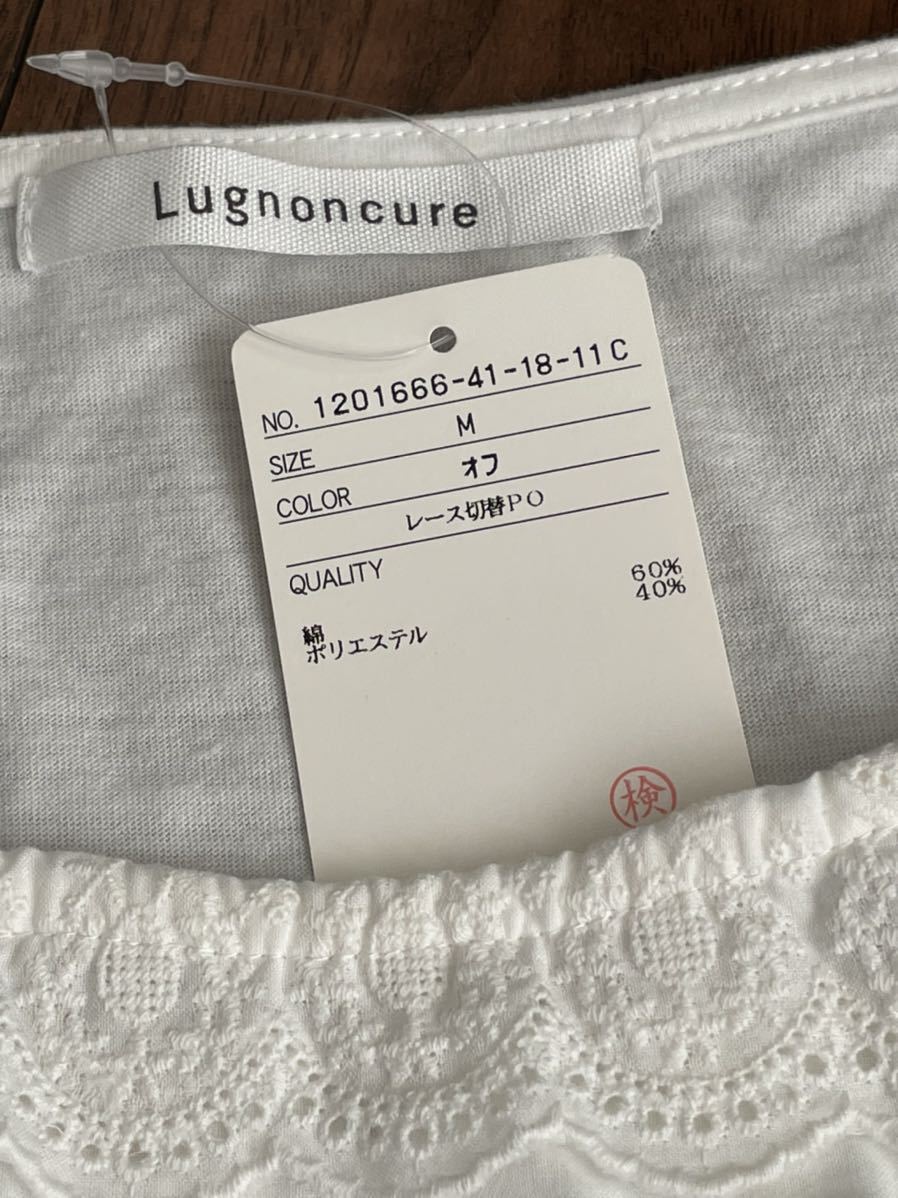 Lugnoncure
NO. 1201666-41-18-11C
SIZE M
COLOR オフ
レース切替PO
QUALITY
綿 60%
ポリエステル 40%
検